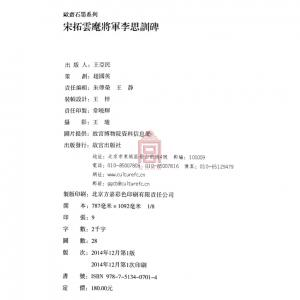 歐齋石墨系列
宋拓雲麾將軍李思訓碑
出版人：王亞民
策劃：趙國英
責任編輯：朱傳榮 王靜
裝幀設計：王梓
責任印製：常曉輝
攝影：王璡
圖片提供：故宮博物院資料信息部
出版發行：故宮出版社
地址：北京市東城區景山前街4號 郵編：100009
電話：010-85007808 010-85007816 傳真：010-65129479
網址：www.culturefc.cn
郵箱：ggcb@culturefc.cn
製版印刷：北京方嘉彩色印刷有限責任公司
開本：787毫米×1092毫米 1/8
印張：9
字數：2千字
圖版：28
版次：2014年12月第1版
2014年12月第1次印刷
書號：ISBN 978-7-5134-0701-4
定價：180.00元